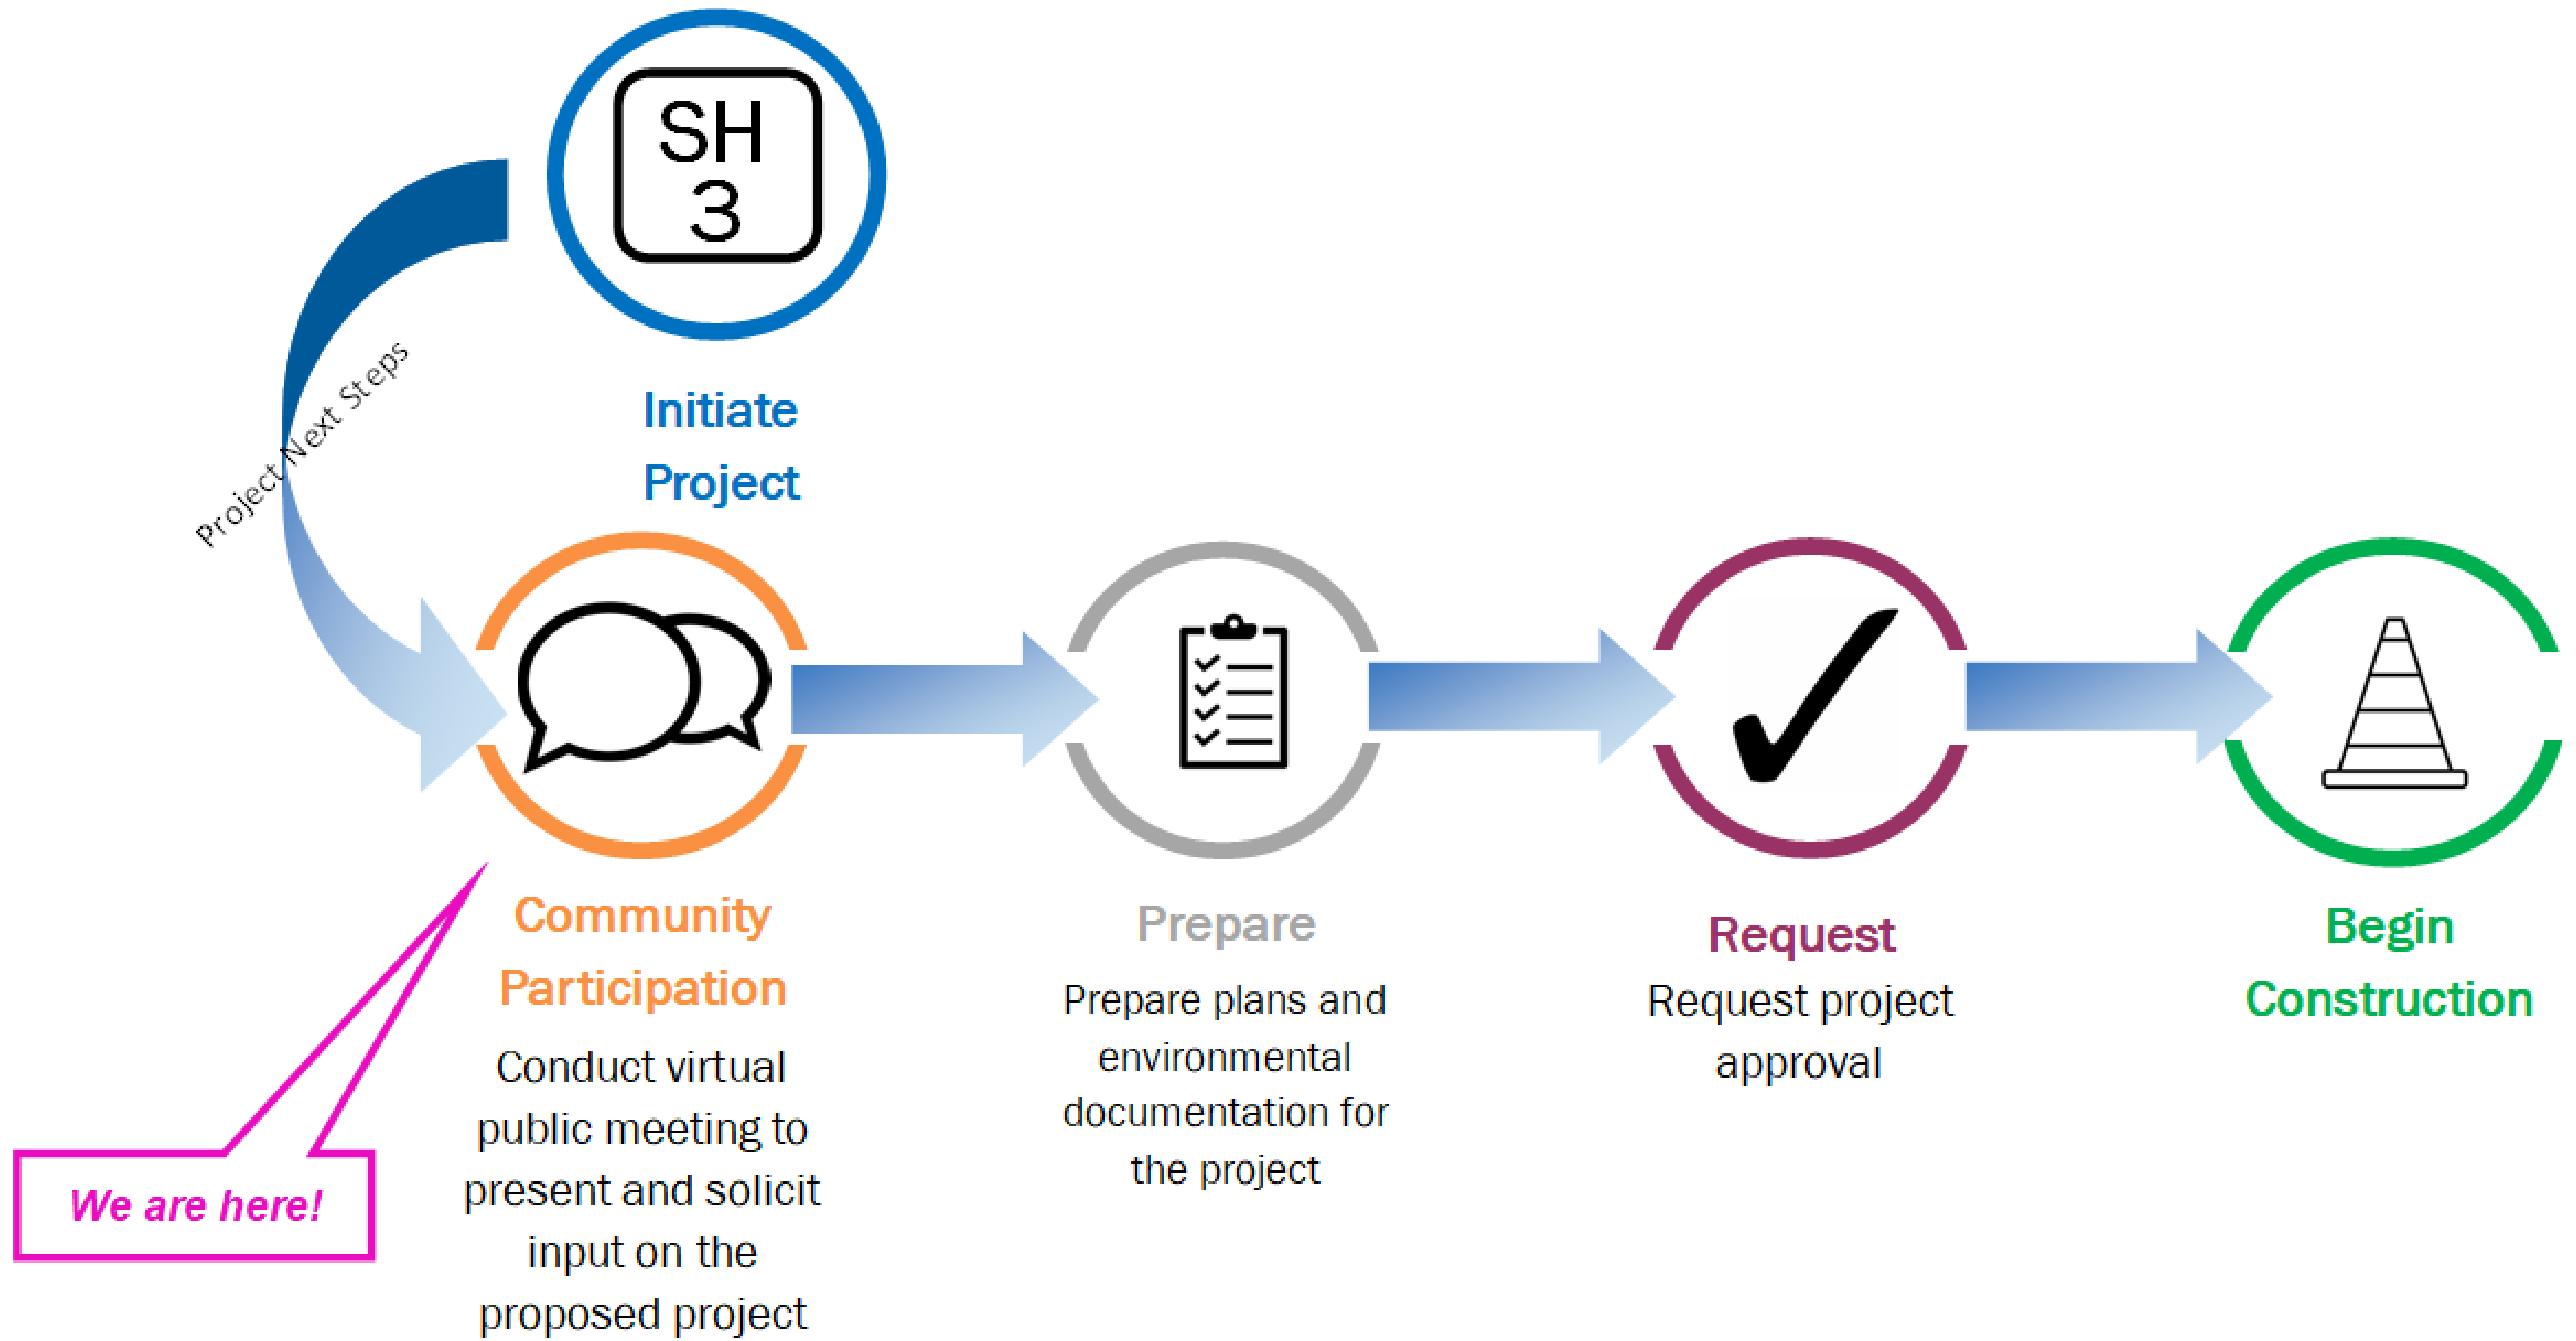 SH
3
Initiate
Project
Project Next Steps
Community
Participation
Conduct virtual
public meeting to
present and solicit
input on the
proposed project
We are here!
Prepare
Prepare plans and
environmental
documentation for
the project
Request
Request project
approval
Begin
Construction